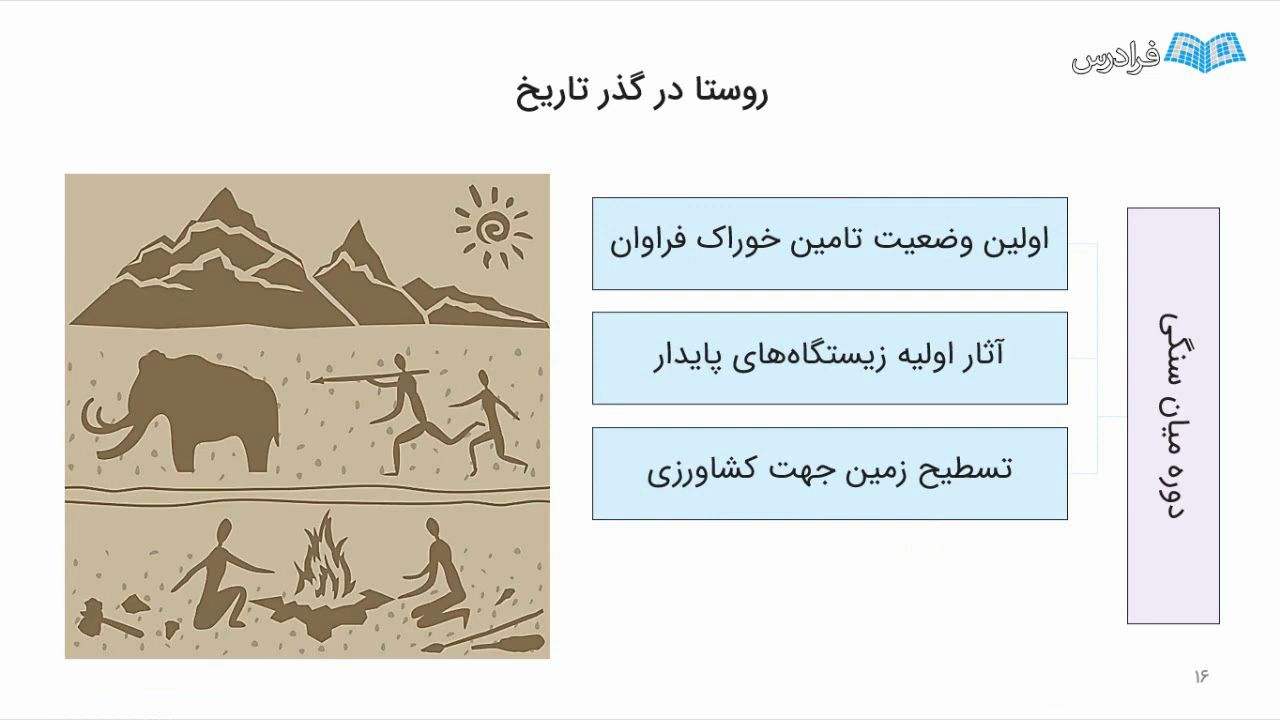 فرادرس
روستا در گذر تاریخ
دوره میان سنگی
اولین وضعیت تامین خوراک فراوان
آثار اولیه زیستگاه‌های پایدار
تسطیح زمین جهت کشاورزی
۱۶